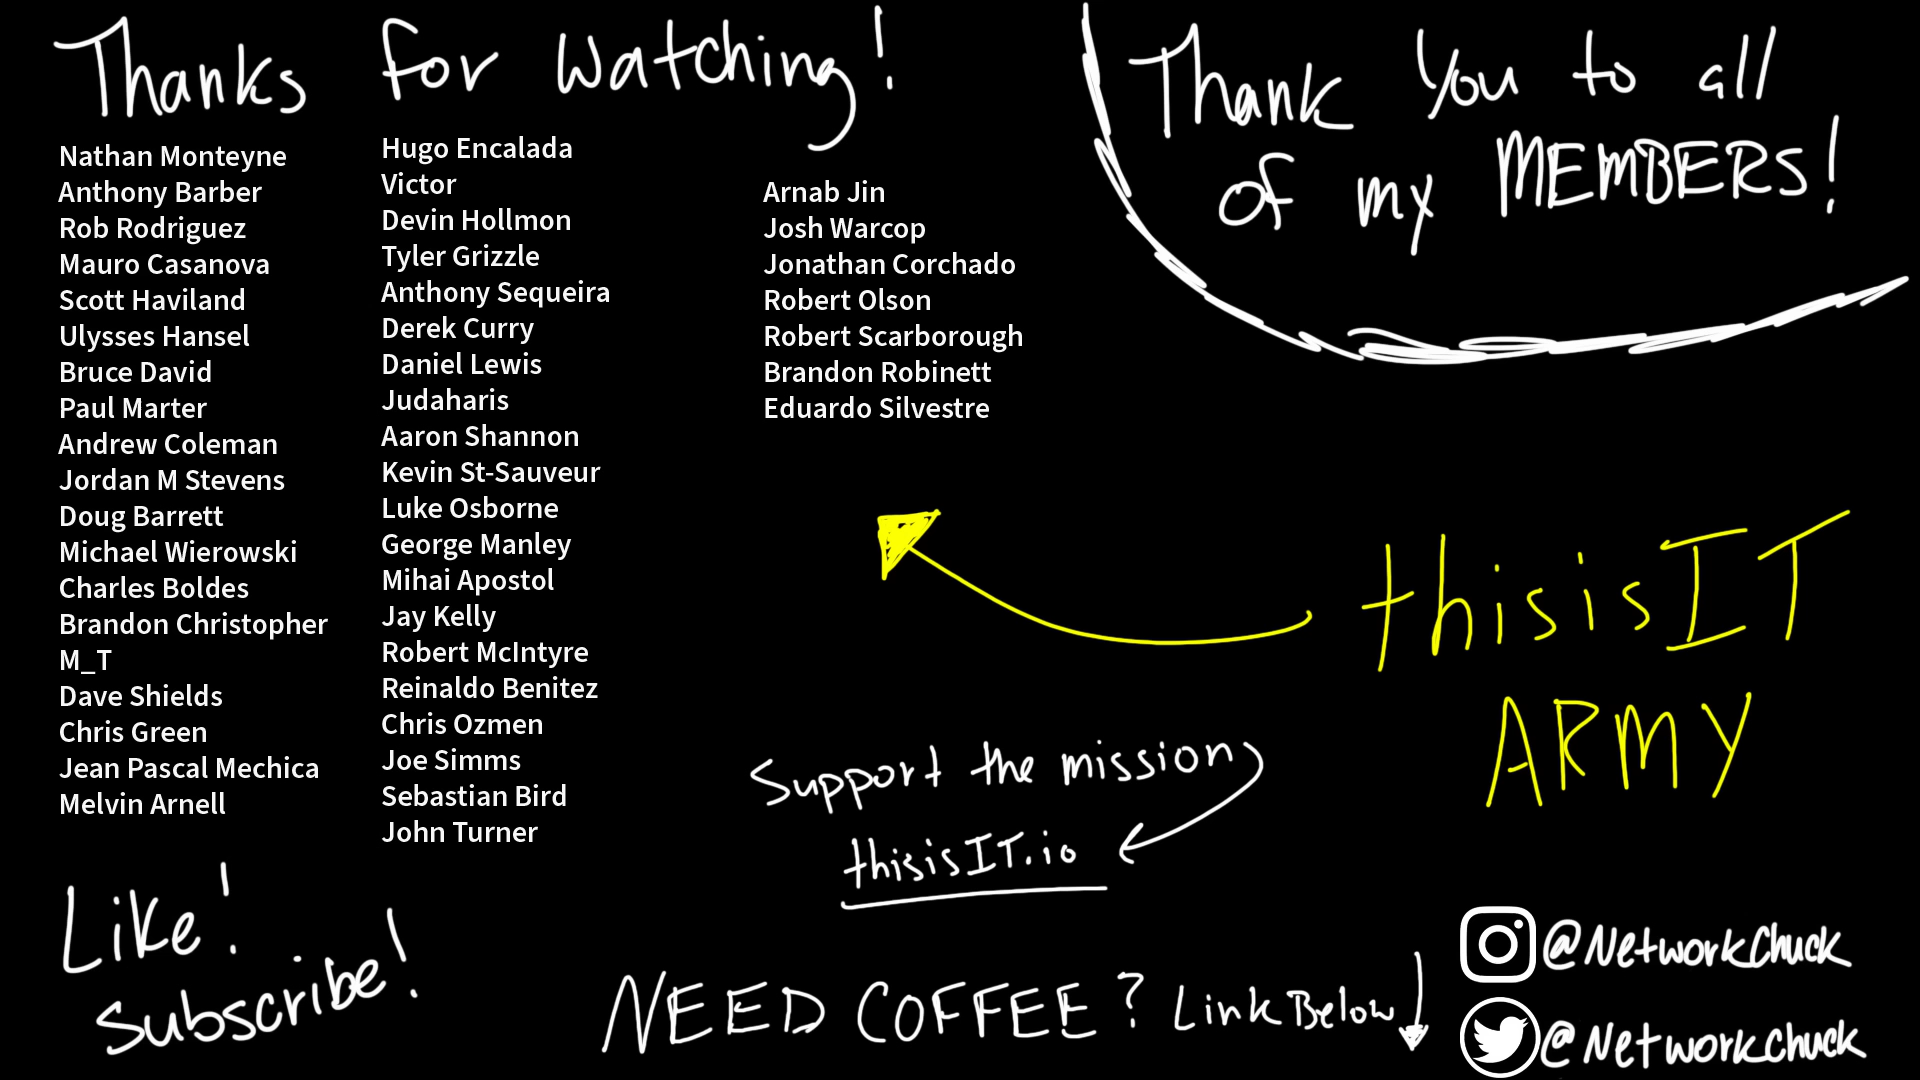 Thanks for watching!
Nathan Monteyne
Anthony Barber
Rob Rodriguez
Mauro Casanova
Scott Haviland
Ulysses Hansel
Bruce David
Paul Marter
Andrew Coleman
Jordan M Stevens
Doug Barrett
Michael Wierowski
Charles Boldes
Brandon Christopher
M_T
Dave Shields
Chris Green
Jean Pascal Mechica
Melvin Arnell
Hugo Encalada
Victor
Devin Hollmon
Tyler Grizzle
Anthony Sequeira
Derek Curry
Daniel Lewis
Judaharis
Aaron Shannon
Kevin St-Sauveur
Luke Osborne
George Manley
Mihai Apostol
Jay Kelly
Robert McIntyre
Reinaldo Benitez
Chris Ozmen
Joe Simms
Sebastian Bird
John Turner
Arnab Jin
Josh Warcop
Jonathan Corchado
Robert Olson
Robert Scarborough
Brandon Robinett
Eduardo Silvestre
Thank You to all
of my MEMBERS!
thisisIT
ARMY
Support the mission
thisisIT.io
Like!
Subscribe!
NEED COFFEE? Link Below
@NetworkChuck
@Networkchuck